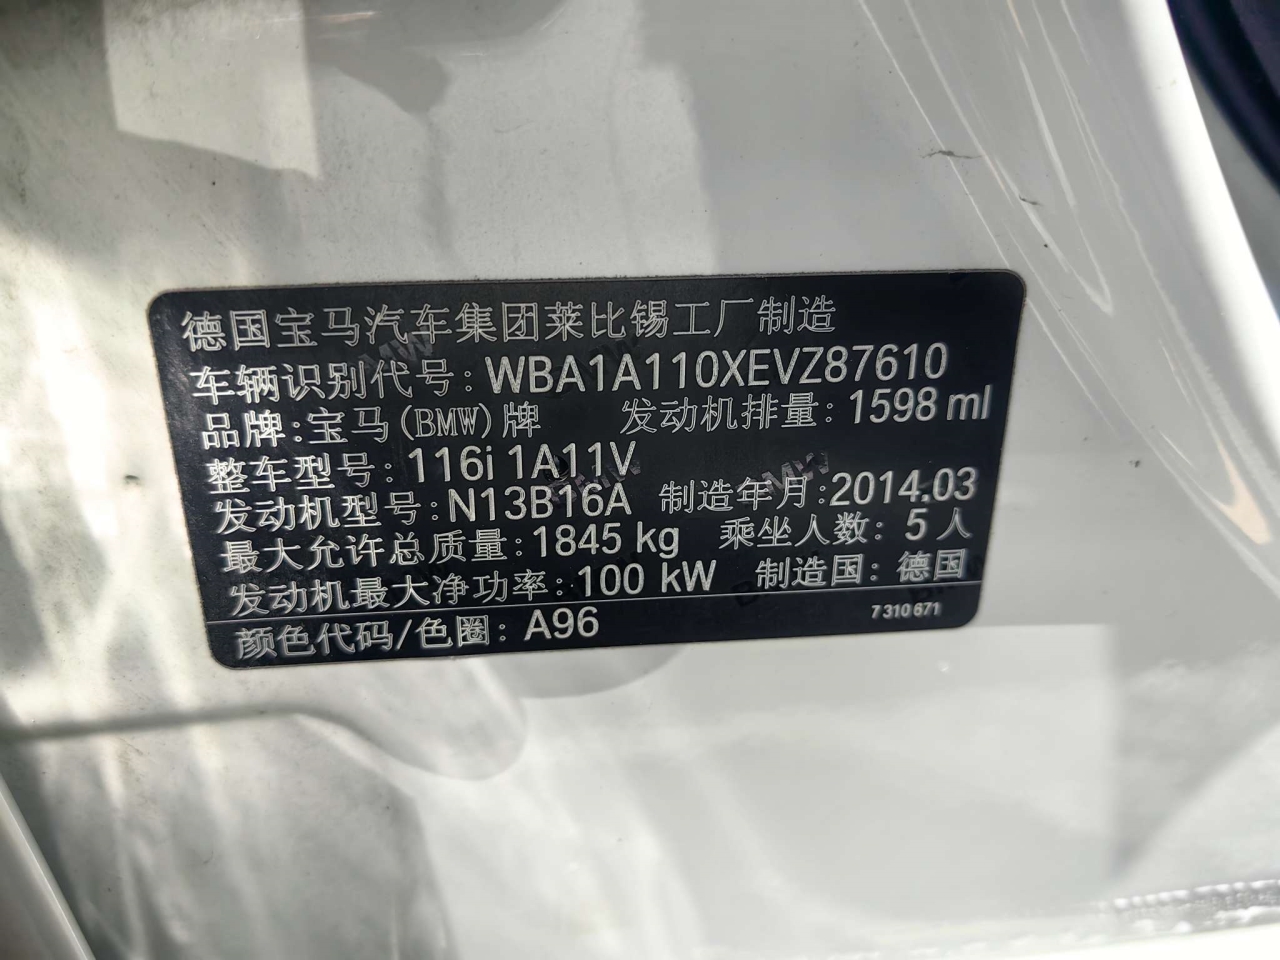 德国宝马汽车集团莱比锡工厂制造
车辆识别代号: WBA1A110XEVZ87610
品牌:宝马(BMW)牌 发动机排量: 1598 ml
整车型号: 116i 1A11V
发动机型号: N13B16A 制造年月:2014.03
最大允许总质量:1845 kg 乘坐人数: 5 人
发动机最大净功率: 100 kW 制造国: 德国
颜色代码/色圈: A96 7 310 671